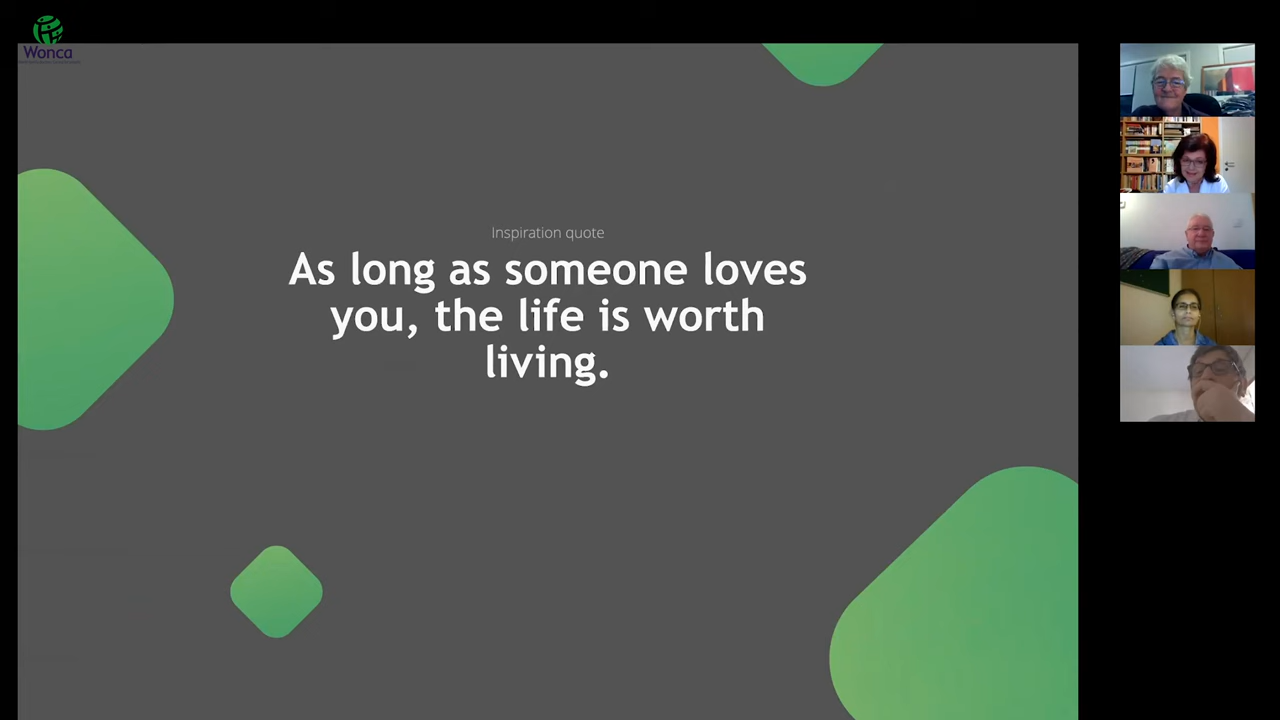 Wonca
Inspiration quote
As long as someone loves
you, the life is worth
living.